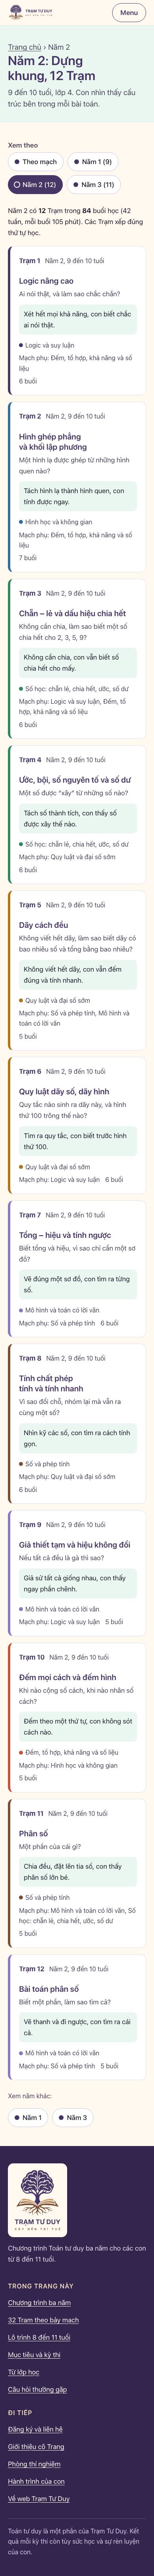 TRẠM TƯ DUY
Menu
Trang chủ › Năm 2
Năm 2: Dựng
khung, 12 Trạm
9 đến 10 tuổi, lớp 4. Con nhìn thấy cấu
trúc bên trong mỗi bài toán.
Xem theo
Theo mạch
Năm 1 (9)
Năm 2 (12)
Năm 3 (11)
Năm 2 có 12 Trạm trong 84 buổi học (42
tuần, mỗi buổi 105 phút). Các Trạm xếp đúng
thứ tự học.
Trạm 1 Năm 2, 9 đến 10 tuổi
Logic nâng cao
Ai nói thật, và làm sao chắc chắn?
Xét hết mọi khả năng, con biết chắc
ai nói thật.
Logic và suy luận
Mạch phụ: Đếm, tổ hợp, khả năng và số
liệu
6 buổi
Trạm 2 Năm 2, 9 đến 10 tuổi
Hình ghép phẳng
và khối lập phương
Một hình lạ được ghép từ những hình
quen nào?
Tách hình lạ thành hình quen, con
tính được ngay.
Hình học và không gian
Mạch phụ: Đếm, tổ hợp, khả năng và số
liệu
7 buổi
Trạm 3 Năm 2, 9 đến 10 tuổi
Chẵn – lẻ và dấu hiệu chia hết
Không cần chia, làm sao biết một số
chia hết cho 2, 3, 5, 9?
Không cần chia, con vẫn biết số
chia hết cho mấy.
Số học: chẵn lẻ, chia hết, ước, số dư
Mạch phụ: Logic và suy luận, Đếm, tổ
hợp, khả năng và số liệu
6 buổi
Trạm 4 Năm 2, 9 đến 10 tuổi
Ước, bội, số nguyên tố và số dư
Một số được “xây” từ những số nào?
Tách số thành tích, con thấy số
được xây thế nào.
Số học: chẵn lẻ, chia hết, ước, số dư
Mạch phụ: Quy luật và đại số sớm
6 buổi
Trạm 5 Năm 2, 9 đến 10 tuổi
Dãy cách đều
Không viết hết dãy, làm sao biết dãy có
bao nhiêu số và tổng bằng bao nhiêu?
Không viết hết dãy, con vẫn đếm
đúng và tính nhanh.
Quy luật và đại số sớm
Mạch phụ: Số và phép tính, Mô hình và
toán có lời văn
5 buổi
Trạm 6 Năm 2, 9 đến 10 tuổi
Quy luật dãy số, dãy hình
Quy tắc nào sinh ra dãy này, và hình
thứ 100 trông thế nào?
Tìm ra quy tắc, con biết trước hình
thứ 100.
Quy luật và đại số sớm
Mạch phụ: Logic và suy luận 6 buổi
Trạm 7 Năm 2, 9 đến 10 tuổi
Tổng – hiệu và tính ngược
Biết tổng và hiệu, vì sao chỉ cần một sơ
đồ?
Vẽ đúng một sơ đồ, con tìm ra từng
số.
Mô hình và toán có lời văn
Mạch phụ: Số và phép tính 6 buổi
Trạm 8 Năm 2, 9 đến 10 tuổi
Tính chất phép
tính và tính nhanh
Vì sao đổi chỗ, nhóm lại mà vẫn ra
cùng một số?
Nhìn kỹ các số, con tìm ra cách tính
gọn.
Số và phép tính
Mạch phụ: Quy luật và đại số sớm
6 buổi
Trạm 9 Năm 2, 9 đến 10 tuổi
Giả thiết tạm và hiệu không đổi
Nếu tất cả đều là gà thì sao?
Giả sử tất cả giống nhau, con thấy
ngay phần chênh.
Mô hình và toán có lời văn
Mạch phụ: Logic và suy luận 5 buổi
Trạm 10 Năm 2, 9 đến 10 tuổi
Đếm mọi cách và đếm hình
Khi nào cộng số cách, khi nào nhân số
cách?
Đếm theo một thứ tự, con không sót
cách nào.
Đếm, tổ hợp, khả năng và số liệu
Mạch phụ: Hình học và không gian
5 buổi
Trạm 11 Năm 2, 9 đến 10 tuổi
Phân số
Một phần của cái gì?
Chia đều, đặt lên tia số, con thấy
phân số lớn bé.
Số và phép tính
Mạch phụ: Mô hình và toán có lời văn, Số
học: chẵn lẻ, chia hết, ước, số dư
5 buổi
Trạm 12 Năm 2, 9 đến 10 tuổi
Bài toán phân số
Biết một phần, làm sao tìm cả?
Vẽ thanh và đi ngược, con tìm ra cái
cả.
Mô hình và toán có lời văn
Mạch phụ: Số và phép tính 5 buổi
Xem năm khác:
Năm 1
Năm 3
TRẠM TƯ DUY
Chương trình Toán tư duy ba năm cho các con
từ 8 đến 11 tuổi.
TRONG TRANG NÀY
Chương trình ba năm
32 Trạm theo bảy mạch
Lộ trình 8 đến 11 tuổi
Mục tiêu và kỳ thi
Từ lớp học
Câu hỏi thường gặp
ĐI TIẾP
Đăng ký và liên hệ
Giới thiệu cô Trang
Phòng thí nghiệm
Hành trình của con
Về web Trạm Tư Duy
Toán tư duy là một phần của Trạm Tư Duy. Kết
quả mỗi kỳ thi còn tùy sức học và sự rèn luyện
của con.